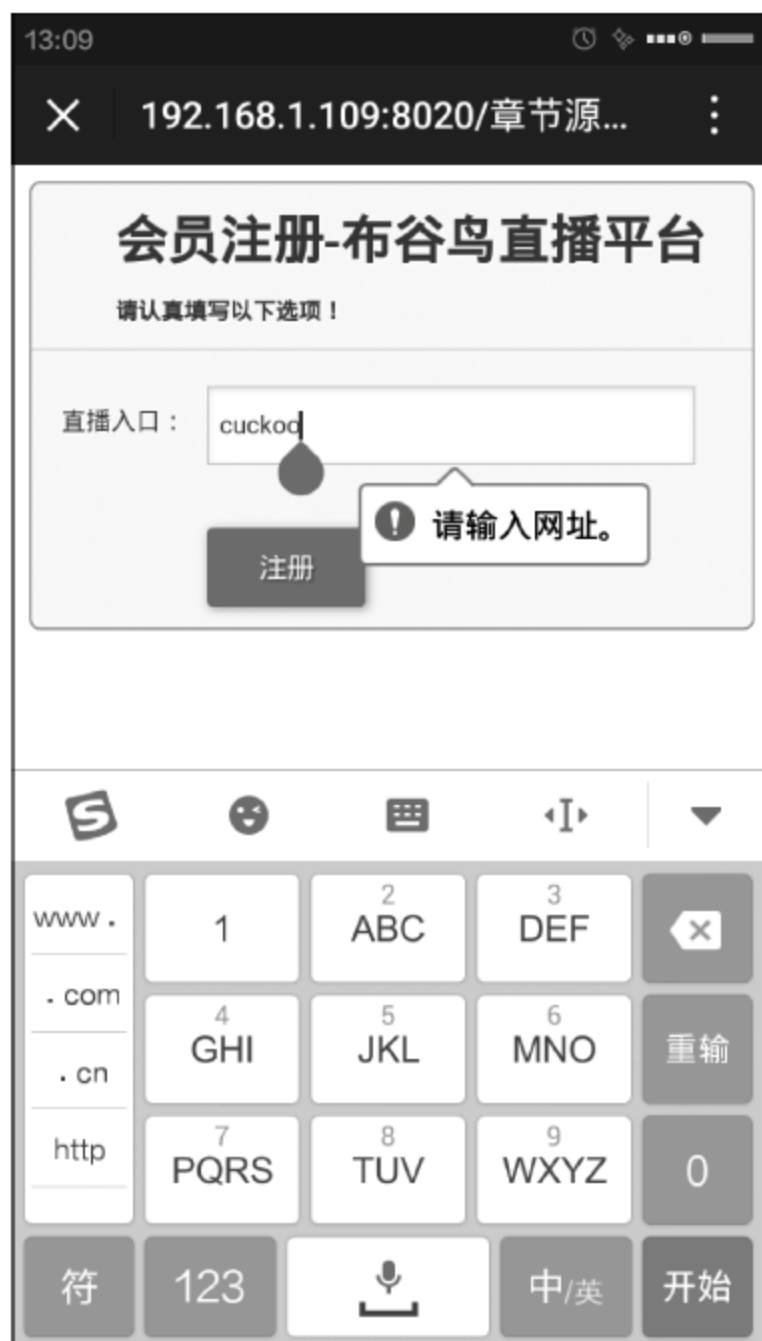 13:09
192.168.1.109:8020/章节源...
会员注册-布谷鸟直播平台
请认真填写以下选项！
直播入口：
cuckoo
请输入网址。
注册
www.
1
2
ABC
3
DEF
.com
4
GHI
5
JKL
6
MNO
重输
.cn
http
7
PQRS
8
TUV
9
WXYZ
0
符
123
中/英
开始